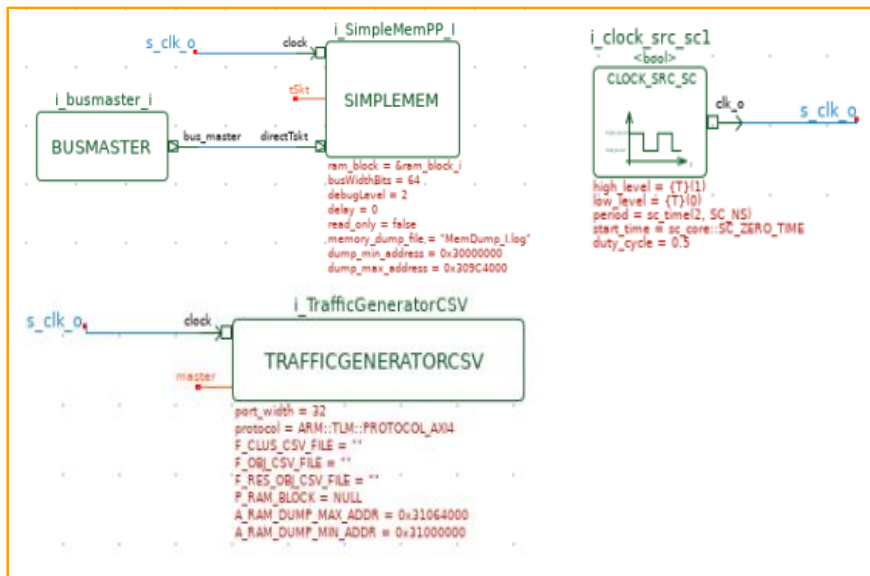 i_SimpleMemPP_I
s_clk_o
clock
tSkt
SIMPLEMEM
i_busmaster_i
BUSMASTER
bus_master
directTskt
ram_block = &ram_block_i
busWidthBits = 64
debugLevel = 2
delay = 0
read_only = false
memory_dump_file = "MemDump_I.log"
dump_min_address = 0x30000000
dump_max_address = 0x309C4000
i_clock_src_sc1
<bool>
CLOCK_SRC_SC
clk_o
s_clk_o
high_level = {T}(1)
low_level = {T}(0)
period = sc_time(2, SC_NS)
start_time = sc_core::SC_ZERO_TIME
duty_cycle = 0.5
i_TrafficGeneratorCSV
s_clk_o
clock
TRAFFICGENERATORCSV
master
port_width = 32
protocol = ARM::TLM::PROTOCOL_AXI4
F_CLUS_CSV_FILE = ""
F_OBJ_CSV_FILE = ""
F_RES_OBJ_CSV_FILE = ""
P_RAM_BLOCK = NULL
A_RAM_DUMP_MAX_ADDR = 0x31064000
A_RAM_DUMP_MIN_ADDR = 0x31000000